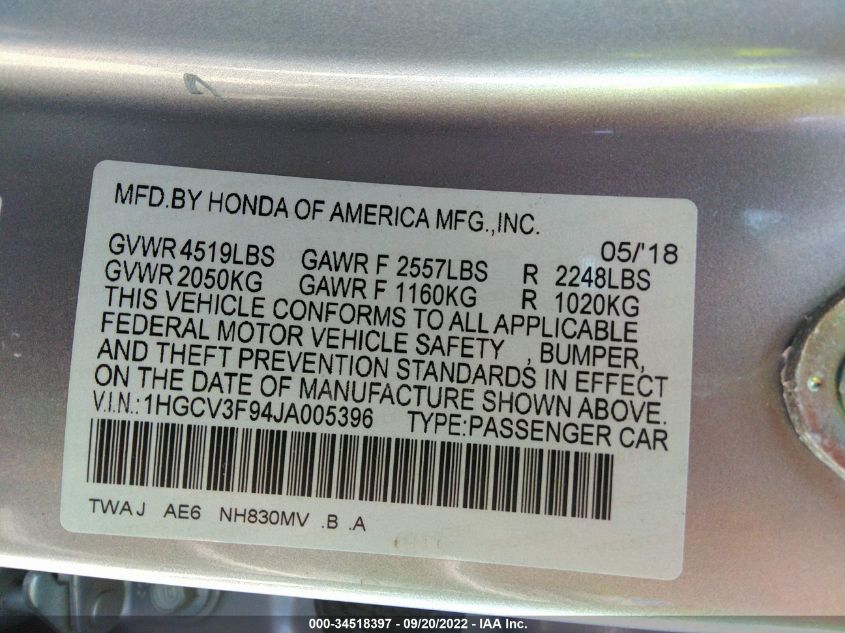 MFD.BY HONDA OF AMERICA MFG.,INC.
05/'18
GVWR 4519LBS GAWR F 2557LBS R 2248LBS
GVWR 2050KG GAWR F 1160KG R 1020KG
THIS VEHICLE CONFORMS TO ALL APPLICABLE
FEDERAL MOTOR VEHICLE SAFETY , BUMPER,
AND THEFT PREVENTION STANDARDS IN EFFECT
ON THE DATE OF MANUFACTURE SHOWN ABOVE.
V.I.N.:1HGCV3F94JA005396 TYPE:PASSENGER CAR
TWAJ AE6 NH830MV .B .A
000-34518397 - 09/20/2022 - IAA Inc.